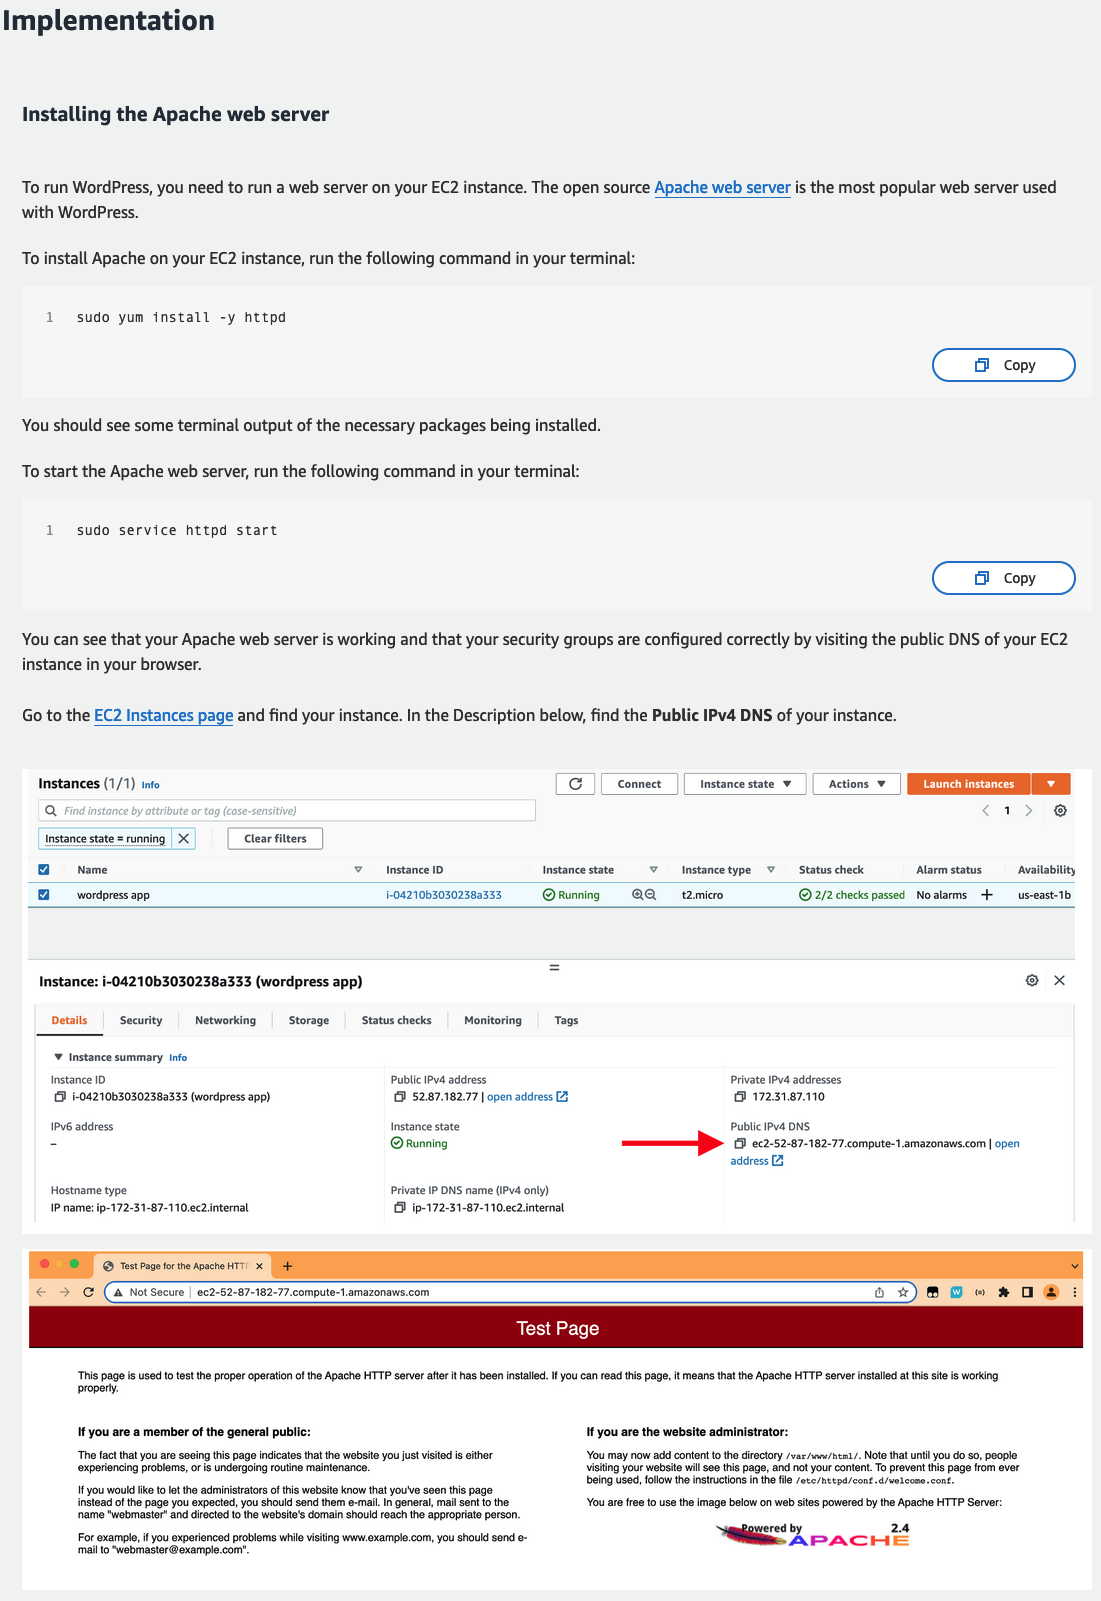 Implementation
Installing the Apache web server
To run WordPress, you need to run a web server on your EC2 instance. The open source Apache web server is the most popular web server used
with WordPress.
To install Apache on your EC2 instance, run the following command in your terminal:
1 sudo yum install -y httpd
Copy
You should see some terminal output of the necessary packages being installed.
To start the Apache web server, run the following command in your terminal:
1 sudo service httpd start
Copy
You can see that your Apache web server is working and that your security groups are configured correctly by visiting the public DNS of your EC2
instance in your browser.
Go to the EC2 Instances page and find your instance. In the Description below, find the Public IPv4 DNS of your instance.
Instances (1/1) Info
Connect Instance state Actions Launch instances
Find instance by attribute or tag (case-sensitive)
1
Instance state = running Clear filters
Name Instance ID Instance state Instance type Status check Alarm status Availability
wordpress app i-04210b3030238a333 Running t2.micro 2/2 checks passed No alarms + us-east-1b
Instance: i-04210b3030238a333 (wordpress app)
Details Security Networking Storage Status checks Monitoring Tags
Instance summary Info
Instance ID Public IPv4 address Private IPv4 addresses
i-04210b3030238a333 (wordpress app) 52.87.182.77 | open address 172.31.87.110
IPv6 address Instance state Public IPv4 DNS
– Running ec2-52-87-182-77.compute-1.amazonaws.com | open
address
Hostname type Private IP DNS name (IPv4 only)
IP name: ip-172-31-87-110.ec2.internal ip-172-31-87-110.ec2.internal
Test Page for the Apache HTTP
Not Secure | ec2-52-87-182-77.compute-1.amazonaws.com
Test Page
This page is used to test the proper operation of the Apache HTTP server after it has been installed. If you can read this page, it means that the Apache HTTP server installed at this site is working
properly.
If you are a member of the general public:
The fact that you are seeing this page indicates that the website you just visited is either
experiencing problems, or is undergoing routine maintenance.
If you would like to let the administrators of this website know that you've seen this page
instead of the page you expected, you should send them e-mail. In general, mail sent to the
name "webmaster" and directed to the website's domain should reach the appropriate person.
For example, if you experienced problems while visiting www.example.com, you should send e-
mail to "webmaster@example.com".
If you are the website administrator:
You may now add content to the directory /var/www/html/. Note that until you do so, people
visiting your website will see this page, and not your content. To prevent this page from ever
being used, follow the instructions in the file /etc/httpd/conf.d/welcome.conf.
You are free to use the image below on web sites powered by the Apache HTTP Server:
Powered by 2.4
APACHE